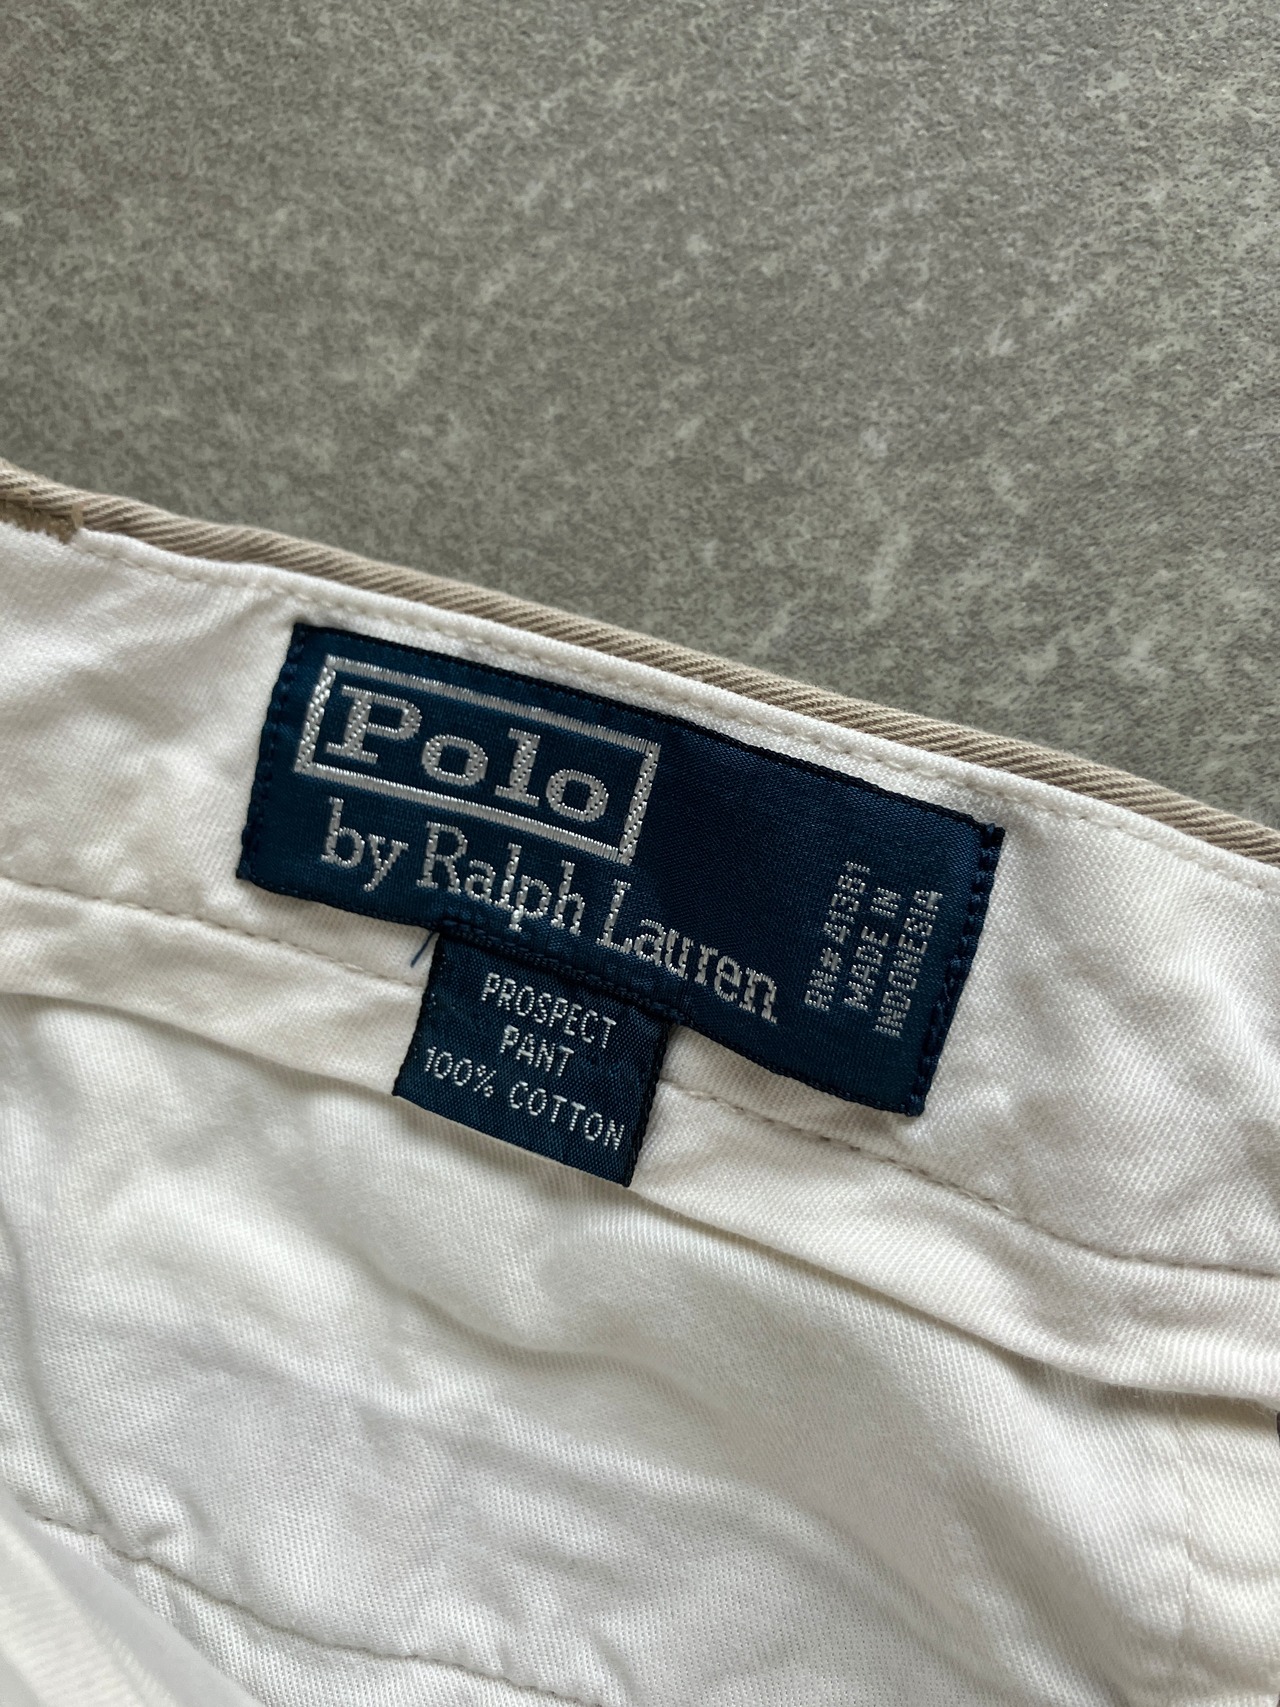 Polo
by Ralph Lauren
RN# 41381
MADE IN
INDONESIA
PROSPECT
PANT
100% COTTON